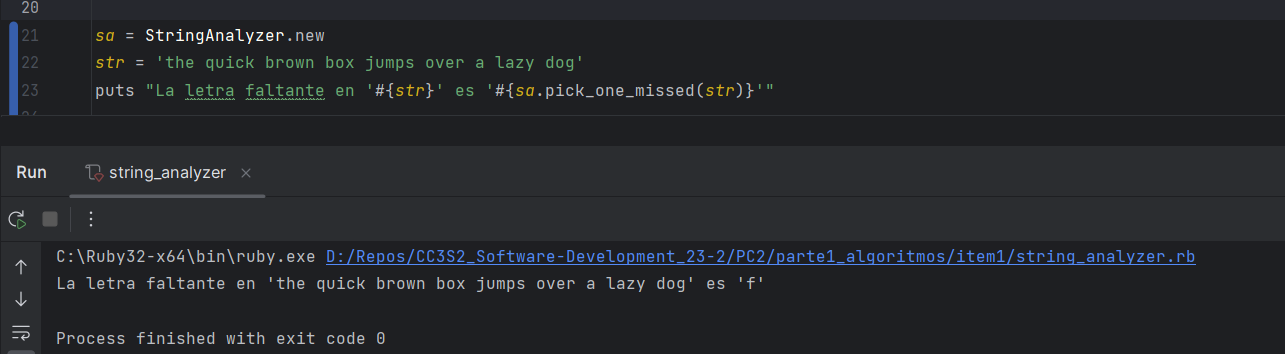 20
21 sa = StringAnalyzer.new
22 str = 'the quick brown box jumps over a lazy dog'
23 puts "La letra faltante en '#{str}' es '#{sa.pick_one_missed(str)}'"
Run string_analyzer
C:\Ruby32-x64\bin\ruby.exe D:/Repos/CC3S2_Software-Development_23-2/PC2/parte1_algoritmos/item1/string_analyzer.rb
La letra faltante en 'the quick brown box jumps over a lazy dog' es 'f'
Process finished with exit code 0